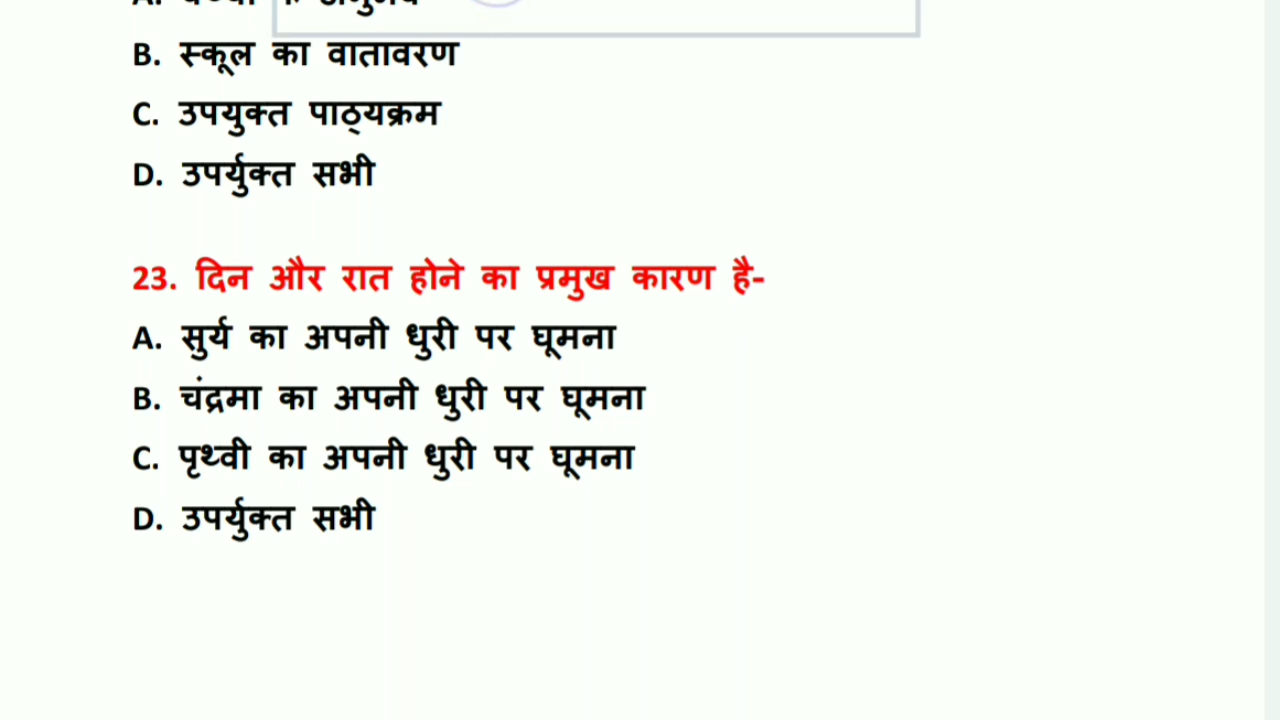 B. स्कूल का वातावरण
C. उपयुक्त पाठ्यक्रम
D. उपर्युक्त सभी
23. दिन और रात होने का प्रमुख कारण है-
A. सुर्य का अपनी धुरी पर घूमना
B. चंद्रमा का अपनी धुरी पर घूमना
C. पृथ्वी का अपनी धुरी पर घूमना
D. उपर्युक्त सभी